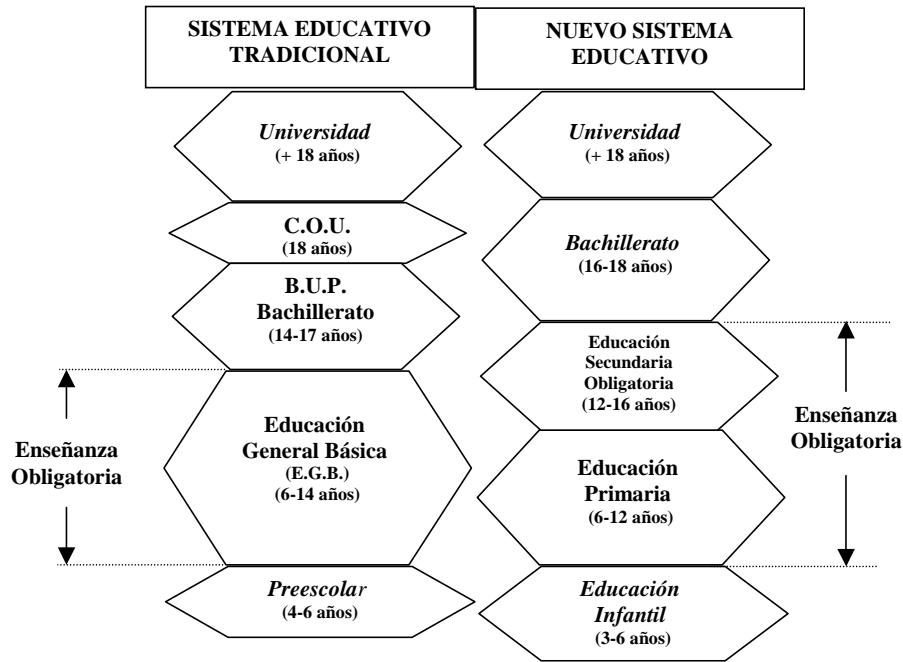 SISTEMA EDUCATIVO
TRADICIONAL
Universidad
(+ 18 años)
C.O.U.
(18 años)
B.U.P.
Bachillerato
(14-17 años)
Enseñanza
Obligatoria
Educación
General Básica
(E.G.B.)
(6-14 años)
Preescolar
(4-6 años)
NUEVO SISTEMA
EDUCATIVO
Universidad
(+ 18 años)
Bachillerato
(16-18 años)
Educación
Secundaria
Obligatoria
(12-16 años)
Enseñanza
Obligatoria
Educación
Primaria
(6-12 años)
Educación
Infantil
(3-6 años)